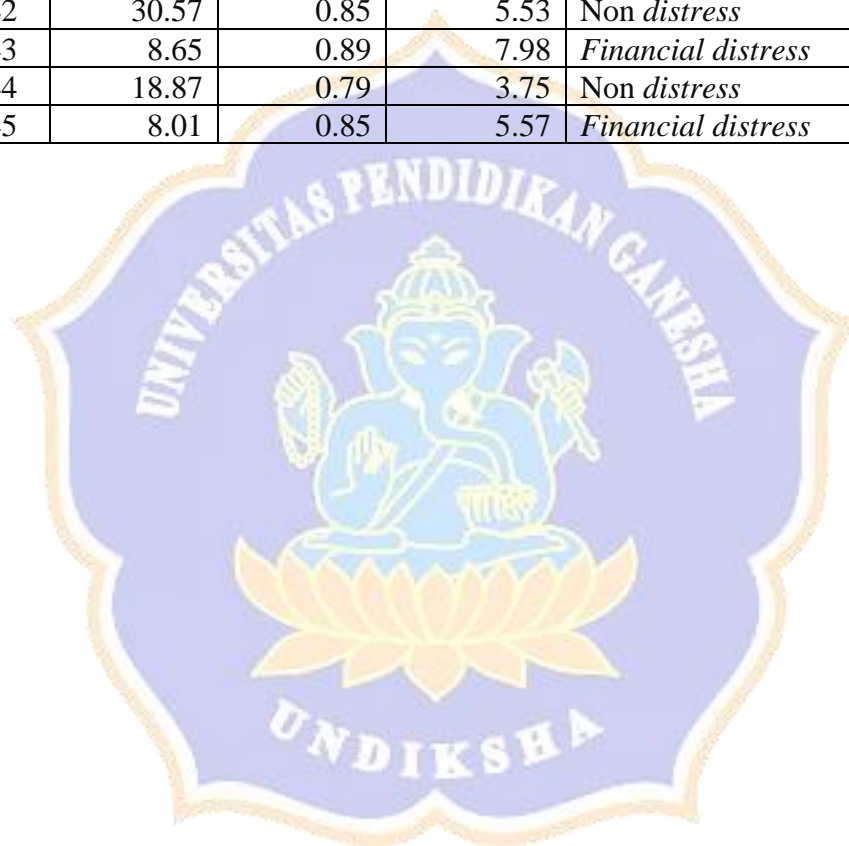 2 30.57 0.85 5.53 Non distress
3 8.65 0.89 7.98 Financial distress
4 18.87 0.79 3.75 Non distress
5 8.01 0.85 5.57 Financial distress
UNIVERSITAS PENDIDIKAN GANESHA
UNDIKSHA